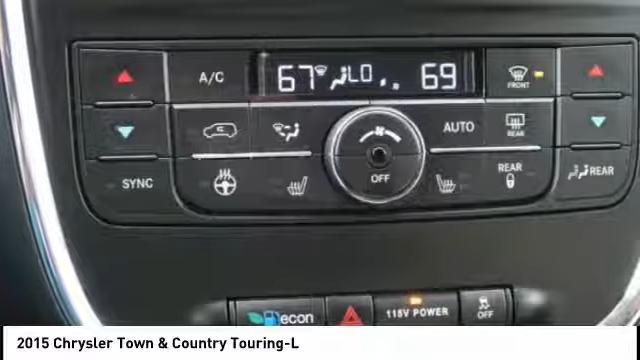 A/C
67 LO 69
FRONT
AUTO
REAR
SYNC
OFF
REAR
REAR
econ
115V POWER
OFF
2015 Chrysler Town & Country Touring-L